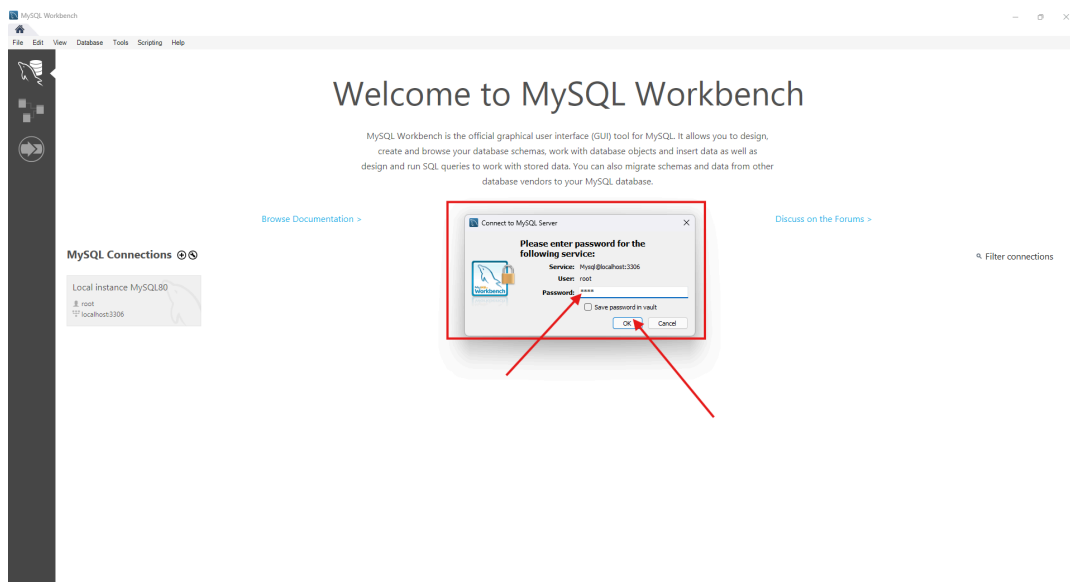 MySQL Workbench
File Edit View Database Tools Scripting Help
Welcome to MySQL Workbench
MySQL Workbench is the official graphical user interface (GUI) tool for MySQL. It allows you to design,
create and browse your database schemas, work with database objects and insert data as well as
design and run SQL queries to work with stored data. You can also migrate schemas and data from other
database vendors to your MySQL database.
Browse Documentation >
Discuss on the Forums >
MySQL Connections
Filter connections
Local instance MySQL80
root
localhost:3306
Connect to MySQL Server
Please enter password for the
following service:
Service: Mysql@localhost:3306
User: root
Password: ****
Save password in vault
OK Cancel
Workbench